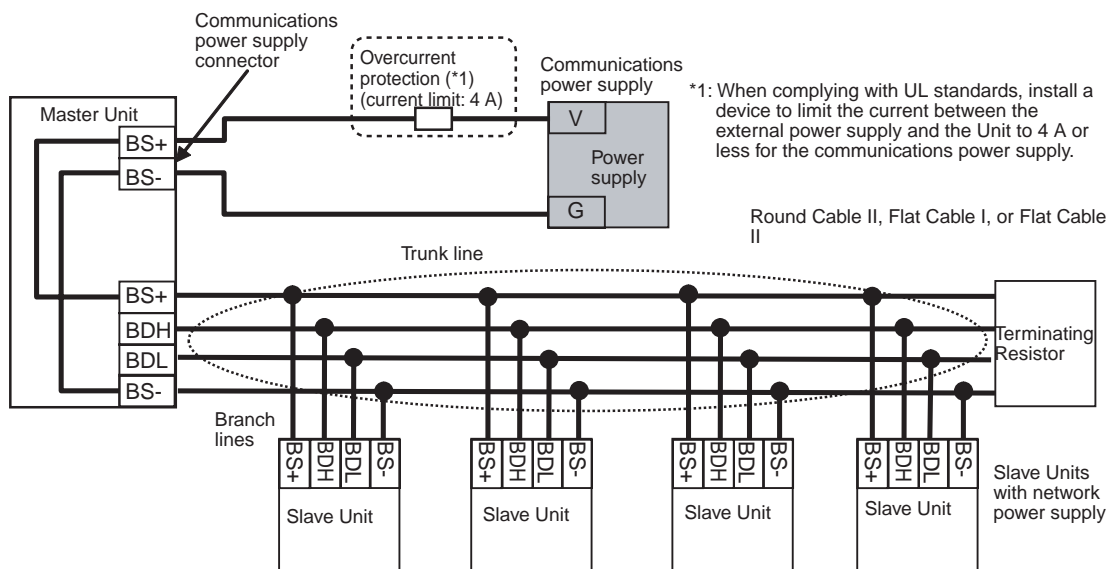 Communications
power supply
connector
Overcurrent
protection (*1)
(current limit: 4 A)
Communications
power supply
*1: When complying with UL standards, install a
device to limit the current between the
external power supply and the Unit to 4 A or
less for the communications power supply.
Master Unit
BS+
BS-
V
Power
supply
G
Round Cable II, Flat Cable I, or Flat Cable
II
Trunk line
BS+
BDH
BDL
BS-
Terminating
Resistor
Branch
lines
BS+
BDH
BDL
BS-
Slave Unit
BS+
BDH
BDL
BS-
Slave Unit
BS+
BDH
BDL
BS-
Slave Unit
BS+
BDH
BDL
BS-
Slave Unit
Slave Units
with network
power supply